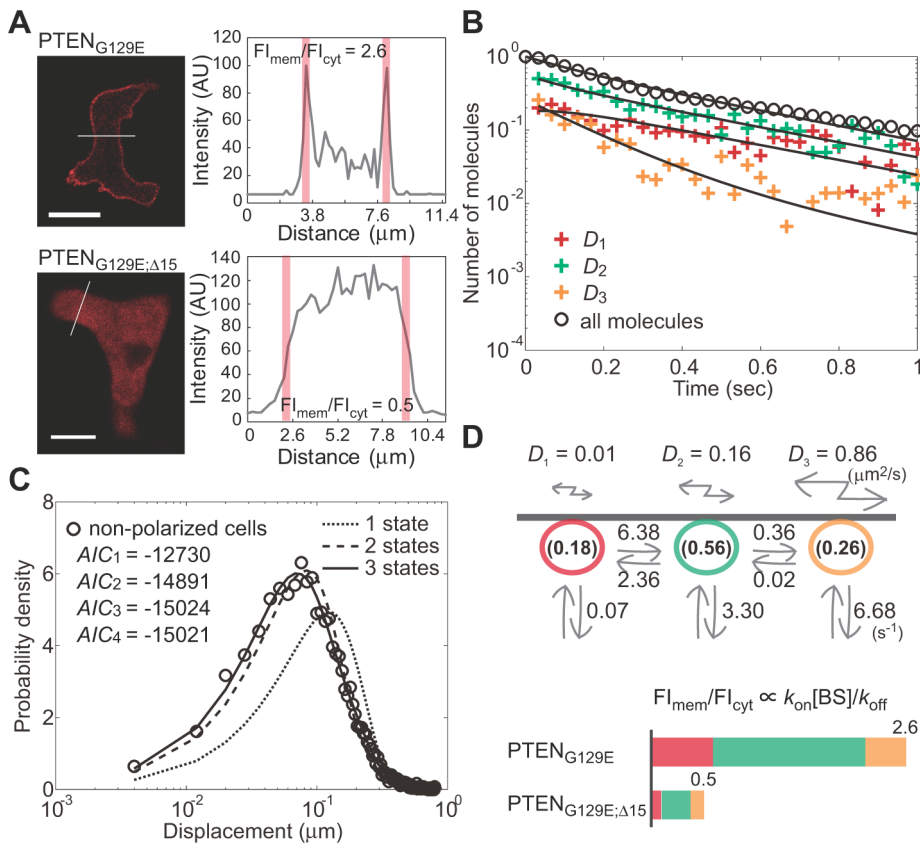 A
PTENG129E
Intensity (AU)
120
100
80
60
40
20
0
FImem/FIcyt = 2.6
0 3.8 7.6 11.4
Distance (μm)
PTENG129E;Δ15
Intensity (AU)
140
120
100
80
60
40
20
0
FImem/FIcyt = 0.5
0 2.6 5.2 7.8 10.4
Distance (μm)
B
Number of molecules
10^0
10^-1
10^-2
10^-3
10^-4
D1
D2
D3
all molecules
0 0.2 0.4 0.6 0.8 1
Time (sec)
C
Probability density
8
6
4
2
0
non-polarized cells
AIC1 = -12730
AIC2 = -14891
AIC3 = -15024
AIC4 = -15021
1 state
2 states
3 states
10^-3 10^-2 10^-1 10^0
Displacement (μm)
D
D1 = 0.01 D2 = 0.16 D3 = 0.86
(μm2/s)
(0.18) 6.38 (0.56) 0.36 (0.26)
2.36 0.02
0.07 3.30 6.68
(s-1)
FImem/FIcyt ∝ kon[BS]/koff
2.6
PTENG129E
0.5
PTENG129E;Δ15